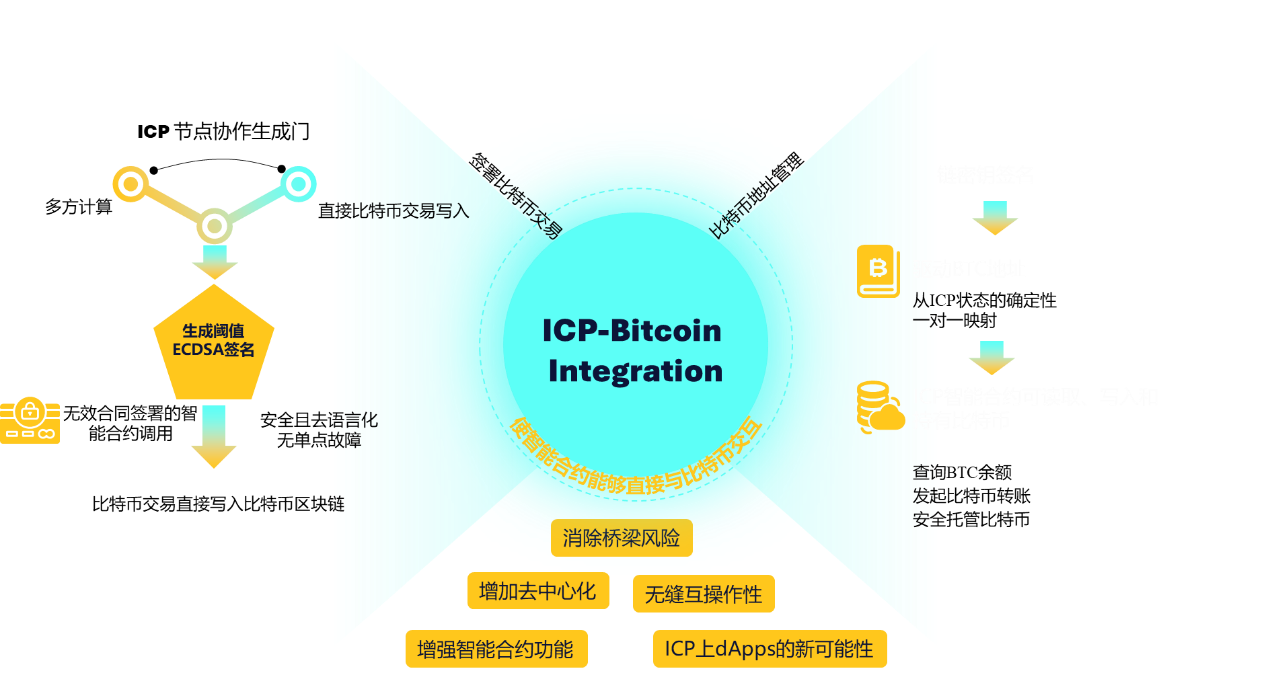 ICP 节点协作生成门
多方计算
直接比特币交易写入
生成阈值
ECDSA签名
无效合同签署的智
能合约调用
安全且去语言化
无单点故障
比特币交易直接写入比特币区块链
签署比特币交易
比特币地址管理
ICP-Bitcoin
Integration
使智能合约能够直接与比特币交互
消除桥梁风险
增加去中心化
无缝互操作性
增强智能合约功能
ICP上dApps的新可能性
从ICP状态的确定性
一对一映射
查询BTC余额
发起比特币转账
安全托管比特币